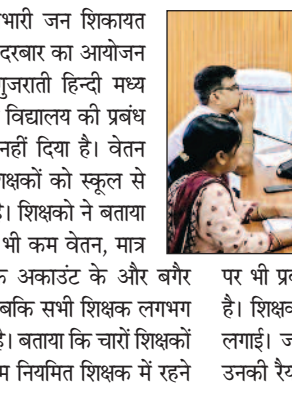 भारी जन शिकायत
दरबार का आयोजन
गुजराती हिन्दी मध्य
विद्यालय की प्रबंध
नहीं दिया है। वेतन
शिक्षकों को स्कूल से
है। शिक्षको ने बताया
भी कम वेतन, मात्र
के अकाउंट के और बगैर
बकि सभी शिक्षक लगभग
है। बताया कि चारों शिक्षकों
म नियमित शिक्षक में रहने
पर भी प्र
है। शिक्षव
लगाई। ज
उनकी रैय